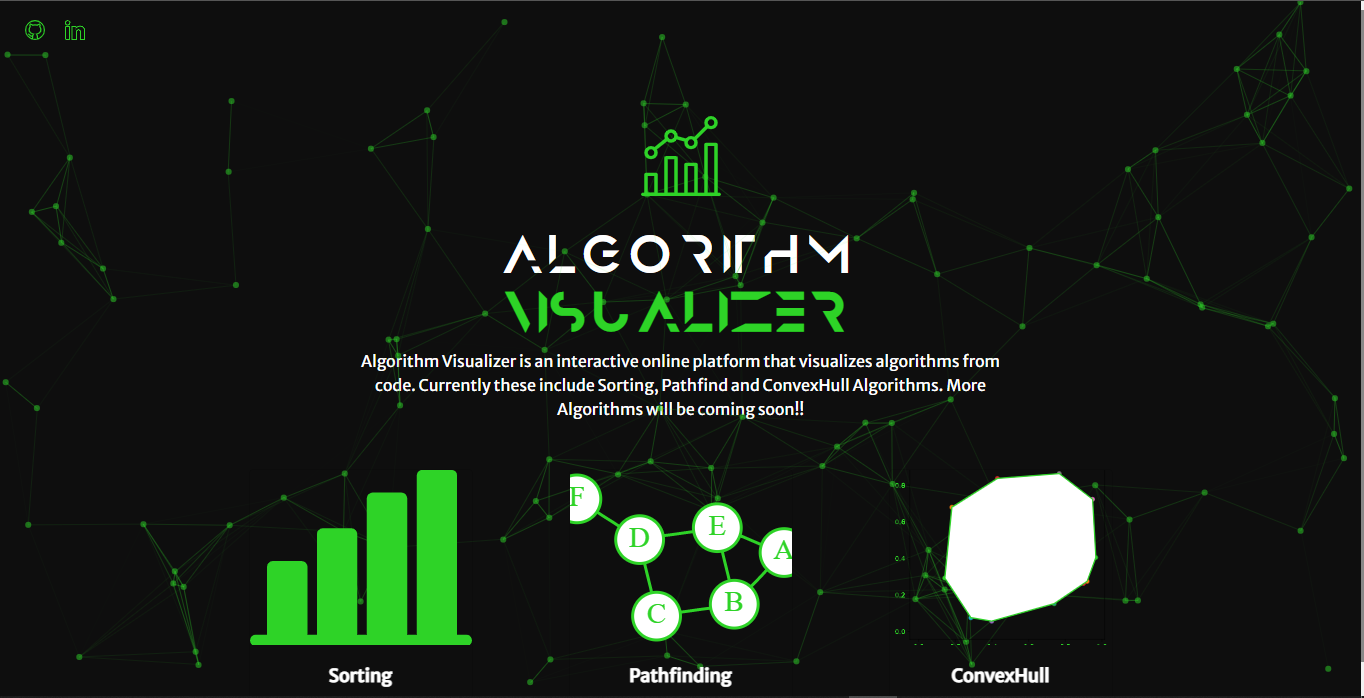 in
ALGORITHM
VISUALIZER
Algorithm Visualizer is an interactive online platform that visualizes algorithms from
code. Currently these include Sorting, Pathfind and ConvexHull Algorithms. More
Algorithms will be coming soon!!
F
D
E
A
C
B
0.8
0.6
0.4
0.2
0.0
Sorting
Pathfinding
ConvexHull